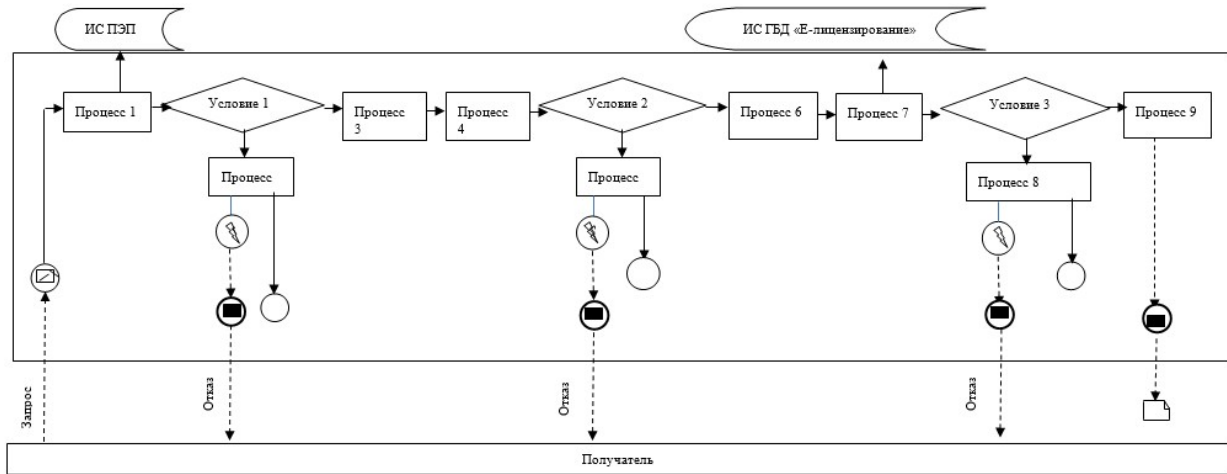 ИС ПЭП
ИС ГБД «Е-лицензирование»
Процесс 1
Условие 1
Процесс
3
Процесс
4
Условие 2
Процесс 6
Процесс 7
Условие 3
Процесс 9
Процесс
Процесс
Процесс 8
Запрос
Отказ
Отказ
Отказ
Получатель